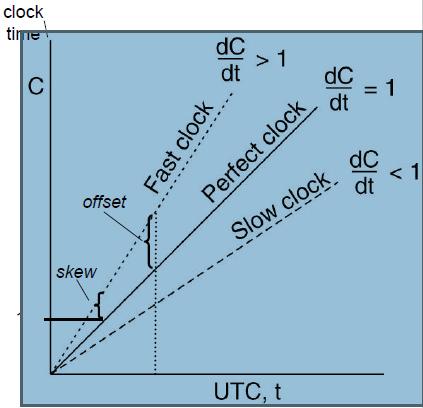 clock
time
C
dC
dt
> 1
dC
dt
= 1
dC
dt
< 1
Fast clock
Perfect clock
Slow clock
offset
skew
UTC, t